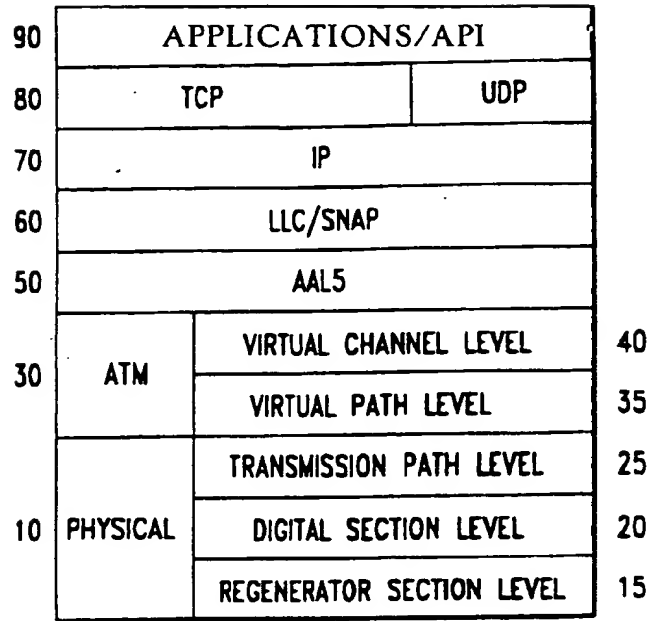 90 APPLICATIONS/API
80 TCP UDP
70 IP
60 LLC/SNAP
50 AAL5
VIRTUAL CHANNEL LEVEL 40
30 ATM
VIRTUAL PATH LEVEL 35
TRANSMISSION PATH LEVEL 25
10 PHYSICAL DIGITAL SECTION LEVEL 20
REGENERATOR SECTION LEVEL 15